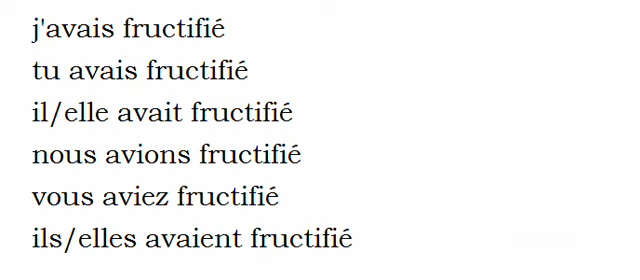 j'avais fructifié
tu avais fructifié
il/elle avait fructifié
nous avions fructifié
vous aviez fructifié
ils/elles avaient fructifié